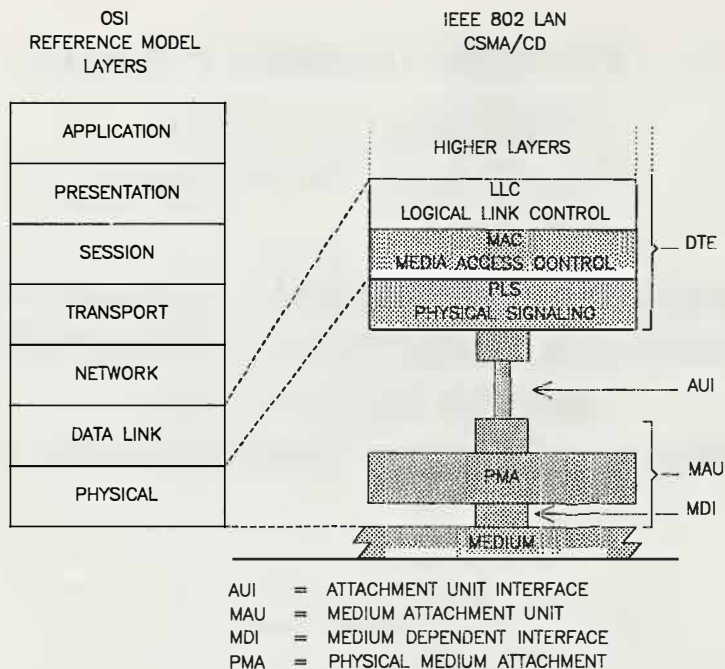 OSI
REFERENCE MODEL
LAYERS
IEEE 802 LAN
CSMA/CD
APPLICATION
PRESENTATION
SESSION
TRANSPORT
NETWORK
DATA LINK
PHYSICAL
HIGHER LAYERS
LLC
LOGICAL LINK CONTROL
MAC
MEDIA ACCESS CONTROL
PLS
PHYSICAL SIGNALING
DTE
AUI
PMA
MAU
MDI
MEDIUM
AUI = ATTACHMENT UNIT INTERFACE
MAU = MEDIUM ATTACHMENT UNIT
MDI = MEDIUM DEPENDENT INTERFACE
PMA = PHYSICAL MEDIUM ATTACHMENT